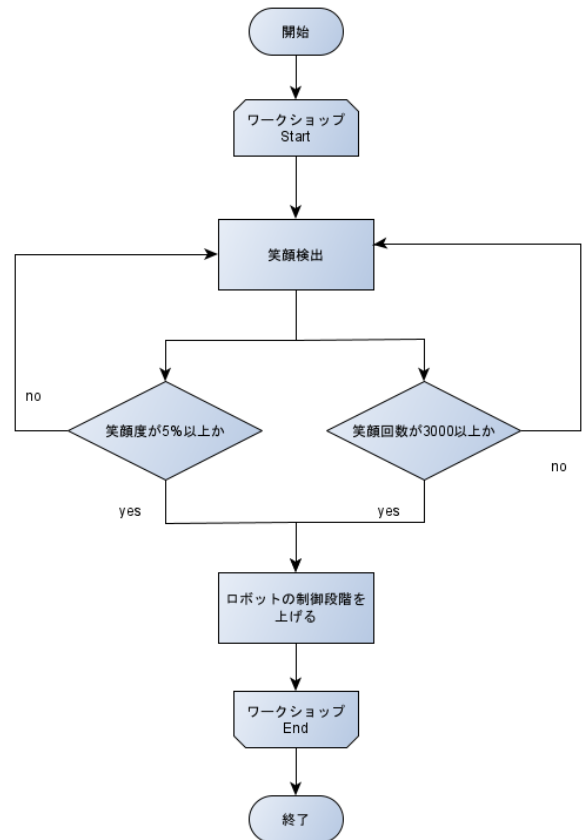 開始
ワークショップ
Start
笑顔検出
no
笑顔度が5%以上か
笑顔回数が3000以上か
no
yes
yes
ロボットの制御段階を
上げる
ワークショップ
End
終了